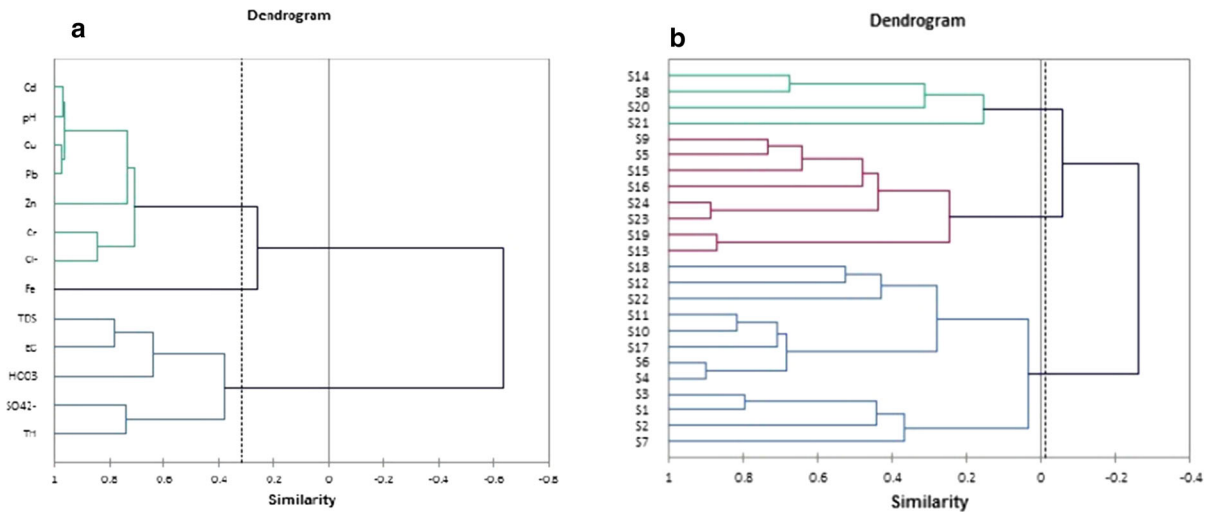 Dendrogram
a
Cd
pH
Cu
Pb
Zn
Cr
Cl-
Fe
TDS
EC
HCO3
SO42-
TH
1 0.8 0.6 0.4 0.2 0 -0.2 -0.4 -0.6 -0.8
Similarity
Dendrogram
b
S14
S8
S20
S21
S9
S5
S15
S16
S24
S23
S19
S13
S18
S12
S22
S11
S10
S17
S6
S4
S3
S1
S2
S7
1 0.8 0.6 0.4 0.2 0 -0.2 -0.4
Similarity